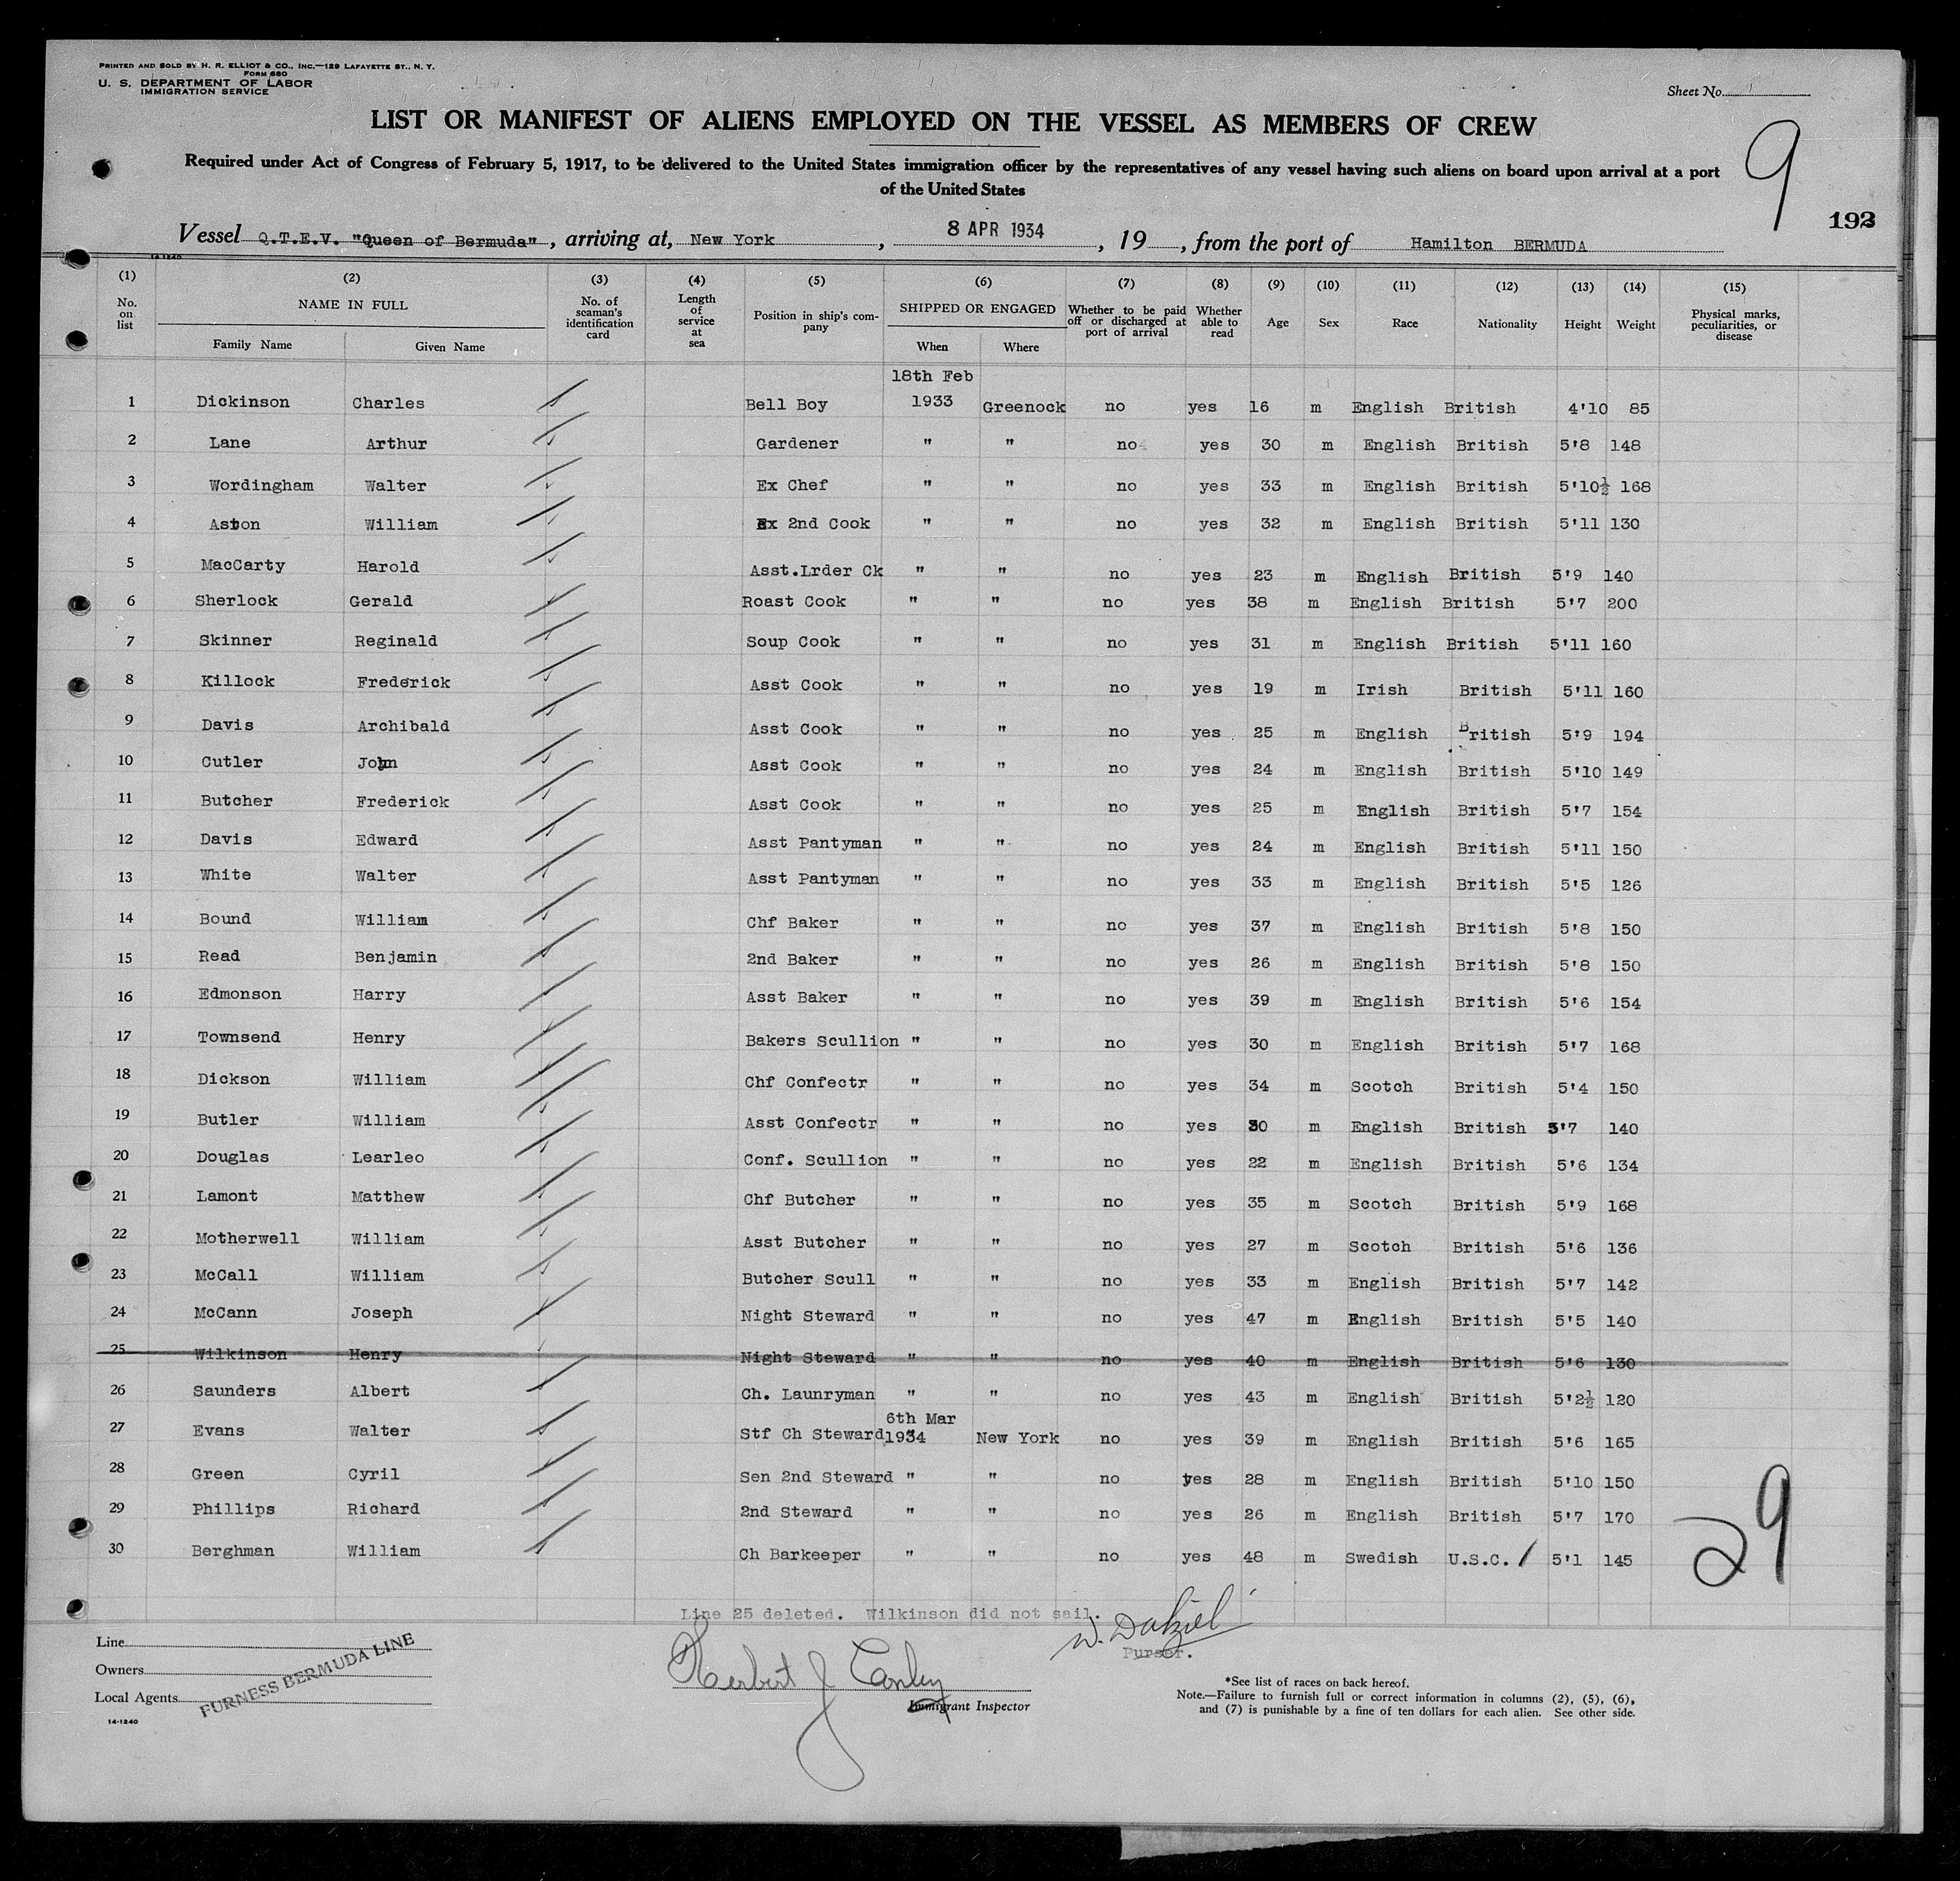 PRINTED AND SOLD BY H. R. ELLIOT & CO., INC.—129 LAFAYETTE ST., N. Y.
FORM 680
U. S. DEPARTMENT OF LABOR
IMMIGRATION SERVICE
Sheet No.
LIST OR MANIFEST OF ALIENS EMPLOYED ON THE VESSEL AS MEMBERS OF CREW
9
Required under Act of Congress of February 5, 1917, to be delivered to the United States immigration officer by the representatives of any vessel having such aliens on board upon arrival at a port
of the United States
193
Vessel Q.T.E.V. "Queen of Bermuda", arriving at, New York, 8 APR 1934, 19, from the port of Hamilton BERMUDA
14-1240
(1) (2) (3) (4) (5) (6) (7) (8) (9) (10) (11) (12) (13) (14) (15)
No. on list NAME IN FULL Family Name Given Name No. of seaman's identification card Length of service at sea Position in ship's company SHIPPED OR ENGAGED When Where Whether to be paid off or discharged at port of arrival Whether able to read Age Sex Race Nationality Height Weight Physical marks, peculiarities, or disease
18th Feb
1 Dickinson Charles Bell Boy 1933 Greenock no yes 16 m English British 4'10 85
2 Lane Arthur Gardener " " no yes 30 m English British 5'8 148
3 Wordingham Walter Ex Chef " " no yes 33 m English British 5'10½ 168
4 Aston William Ex 2nd Cook " " no yes 32 m English British 5'11 130
5 MacCarty Harold Asst.Lrder Ck " " no yes 23 m English British 5'9 140
6 Sherlock Gerald Roast Cook " " no yes 38 m English British 5'7 200
7 Skinner Reginald Soup Cook " " no yes 31 m English British 5'11 160
8 Killock Frederick Asst Cook " " no yes 19 m Irish British 5'11 160
9 Davis Archibald Asst Cook " " no yes 25 m English British 5'9 194
10 Cutler John Asst Cook " " no yes 24 m English British 5'10 149
11 Butcher Frederick Asst Cook " " no yes 25 m English British 5'7 154
12 Davis Edward Asst Pantyman " " no yes 24 m English British 5'11 150
13 White Walter Asst Pantyman " " no yes 33 m English British 5'5 126
14 Bound William Chf Baker " " no yes 37 m English British 5'8 150
15 Read Benjamin 2nd Baker " " no yes 26 m English British 5'8 150
16 Edmonson Harry Asst Baker " " no yes 39 m English British 5'6 154
17 Townsend Henry Bakers Scullion " " no yes 30 m English British 5'7 168
18 Dickson William Chf Confectr " " no yes 34 m Scotch British 5'4 150
19 Butler William Asst Confectr " " no yes 30 m English British 5'7 140
20 Douglas Learleo Conf. Scullion " " no yes 22 m English British 5'6 134
21 Lamont Matthew Chf Butcher " " no yes 35 m Scotch British 5'9 168
22 Motherwell William Asst Butcher " " no yes 27 m Scotch British 5'6 136
23 McCall William Butcher Scull " " no yes 33 m English British 5'7 142
24 McCann Joseph Night Steward " " no yes 47 m English British 5'5 140
25 Wilkinson Henry Night Steward " " no yes 40 m English British 5'6 130
26 Saunders Albert Ch. Launryman " " no yes 43 m English British 5'2½ 120
6th Mar
27 Evans Walter Stf Ch Steward 1934 New York no yes 39 m English British 5'6 165
28 Green Cyril Sen 2nd Steward " " no yes 28 m English British 5'10 150
29 Phillips Richard 2nd Steward " " no yes 26 m English British 5'7 170
30 Berghman William Ch Barkeeper " " no yes 48 m Swedish U.S.C. 5'1 145
29
Line 25 deleted. Wilkinson did not sail.
W. Dalziel
Purser.
Line
Owners
Local Agents
FURNESS BERMUDA LINE
14-1240
Herbert J Conley
Immigrant Inspector
*See list of races on back hereof.
Note.—Failure to furnish full or correct information in columns (2), (5), (6),
and (7) is punishable by a fine of ten dollars for each alien. See other side.